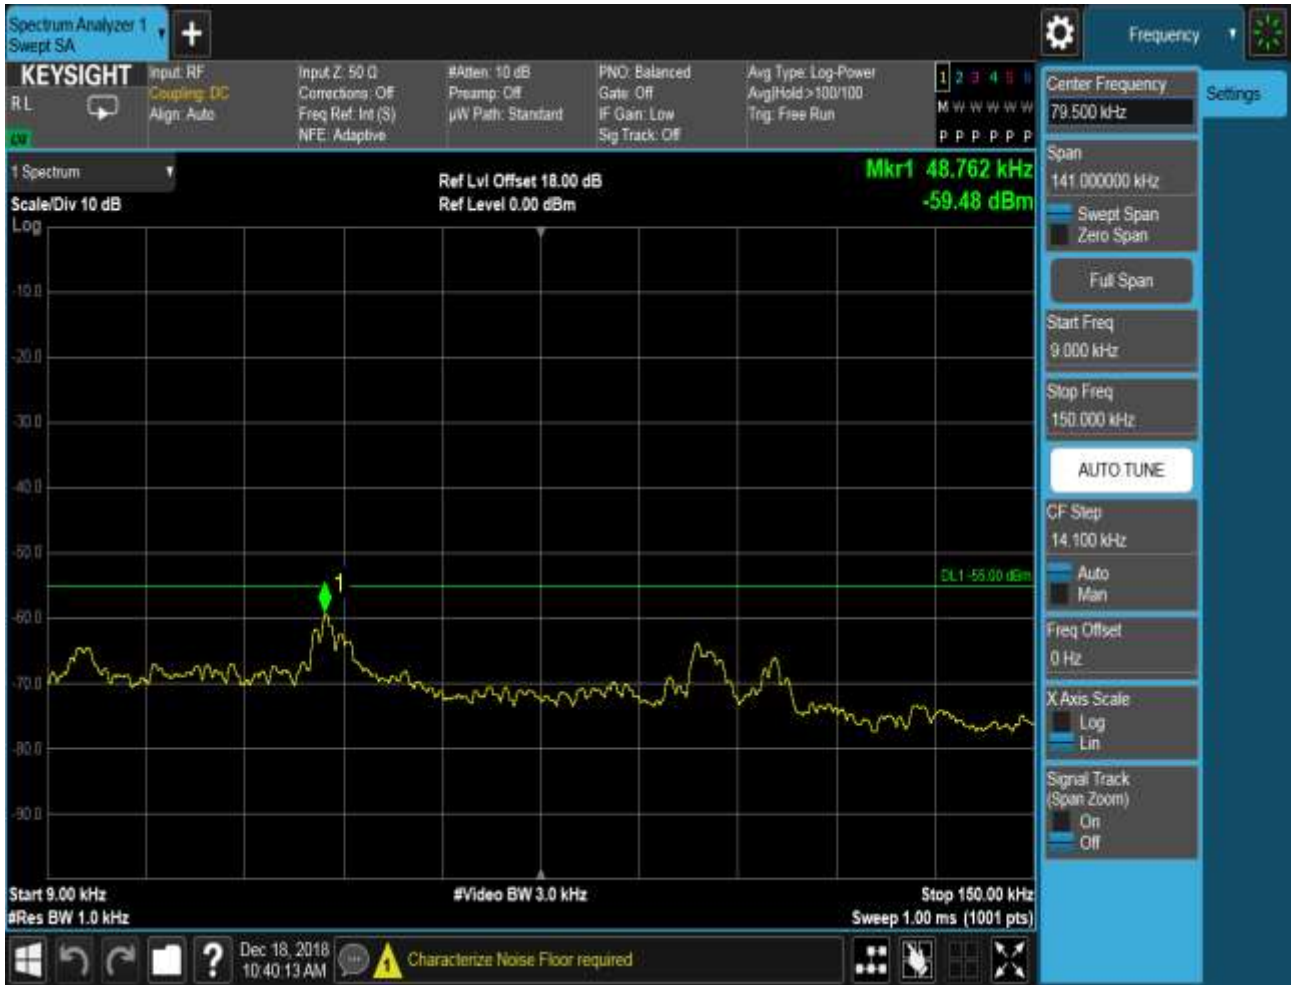 Spectrum Analyzer 1
Swept SA
Frequency
KEYSIGHT
RL
Input: RF
Coupling: DC
Align: Auto
Input Z: 50 Ω
Corrections: Off
Freq Ref: Int (S)
NFE: Adaptive
#Atten: 10 dB
Preamp: Off
µW Path: Standard
PNO: Balanced
Gate: Off
IF Gain: Low
Sig Track: Off
Avg Type: Log-Power
Avg|Hold:>100/100
Trig: Free Run
1 2 3 4 5 6
M W W W W W
P P P P P P
1 Spectrum
Scale/Div 10 dB
Ref Lvl Offset 18.00 dB
Ref Level 0.00 dBm
Mkr1 48.762 kHz
-59.48 dBm
Log
-10.0
-20.0
-30.0
-40.0
-50.0
-60.0
-70.0
-80.0
-90.0
1
DL1 -55.00 dBm
Start 9.00 kHz
#Res BW 1.0 kHz
#Video BW 3.0 kHz
Stop 150.00 kHz
Sweep 1.00 ms (1001 pts)
Center Frequency
79.500 kHz
Settings
Span
141.000000 kHz
Swept Span
Zero Span
Full Span
Start Freq
9.000 kHz
Stop Freq
150.000 kHz
AUTO TUNE
CF Step
14.100 kHz
Auto
Man
Freq Offset
0 Hz
X Axis Scale
Log
Lin
Signal Track
(Span Zoom)
On
Off
?
Dec 18, 2018
10:40:13 AM
Characterize Noise Floor required